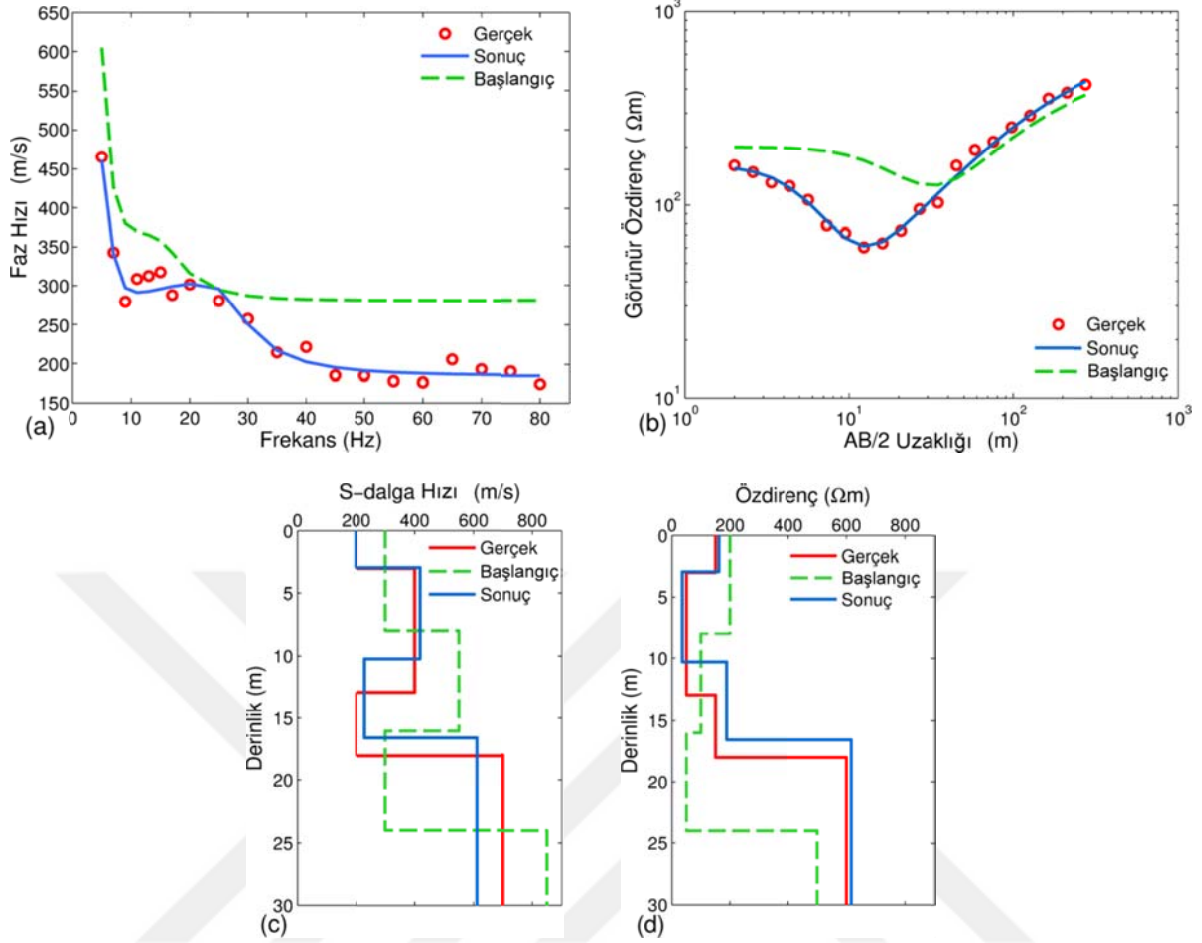 650
600
550
500
450
400
350
300
250
200
150
Faz Hızı (m/s)
Gerçek
Sonuç
Başlangıç
0 10 20 30 40 50 60 70 80
(a)
Frekans (Hz)
10³
10²
10¹
Görünür Özdirenç ( Ωm)
Gerçek
Sonuç
Başlangıç
10⁰ 10¹ 10² 10³
(b)
AB/2 Uzaklığı (m)
S-dalga Hızı (m/s)
200 400 600 800
0
5
10
15
20
25
30
Derinlik (m)
Gerçek
Başlangıç
Sonuç
(c)
Özdirenç (Ωm)
0 200 400 600 800
0
5
10
15
20
25
30
Derinlik (m)
Gerçek
Başlangıç
Sonuç
(d)